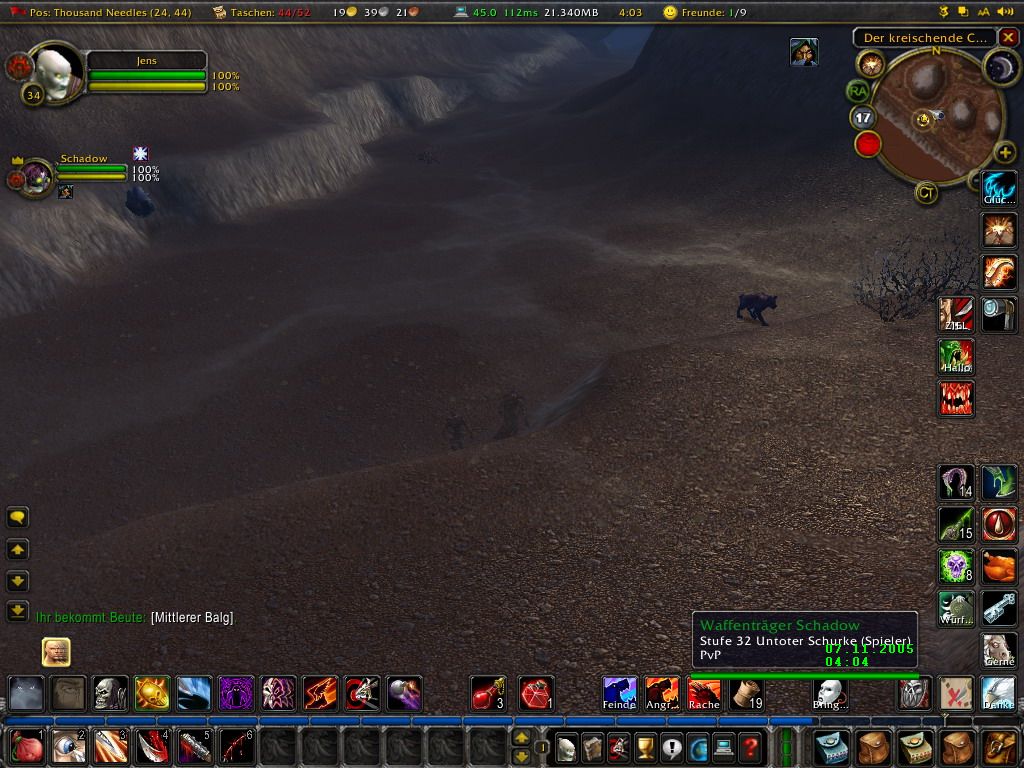 Pos: Thousand Needles (24, 44)
Taschen: 44/52
19 39 21
45.0 112ms 21.340MB
4:03
Freunde: 1/9
Der kreischende C...
N
RA
17
CT
Jens
34
100%
100%
Schadow
100%
100%
ZIEL
Hallo
14
15
8
Würf...
Gerne
Ihr bekommt Beute: [Mittlerer Balg].
Waffenträger Schadow
Stufe 32 Untoter Schurke (Spieler)
PvP
07.11.2005
04:04
3
1
Feinde
Angr...
Rache
19
Bring...
Danke
1 2 3 4 5 6
1